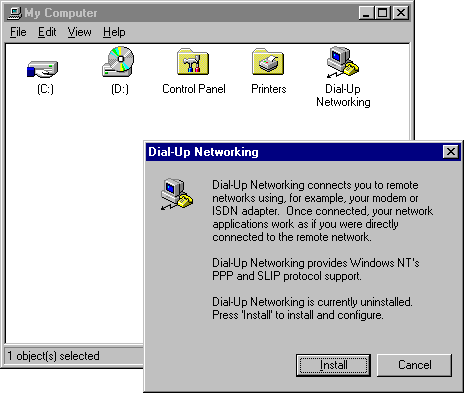 My Computer
File Edit View Help
(C:) (D:) Control Panel Printers Dial-Up
Networking
Dial-Up Networking
Dial-Up Networking connects you to remote
networks using, for example, your modem or
ISDN adapter. Once connected, your network
applications work as if you were directly
connected to the remote network.
Dial-Up Networking provides Windows NT's
PPP and SLIP protocol support.
Dial-Up Networking is currently uninstalled.
Press 'Install' to install and configure.
Install Cancel
1 object(s) selected